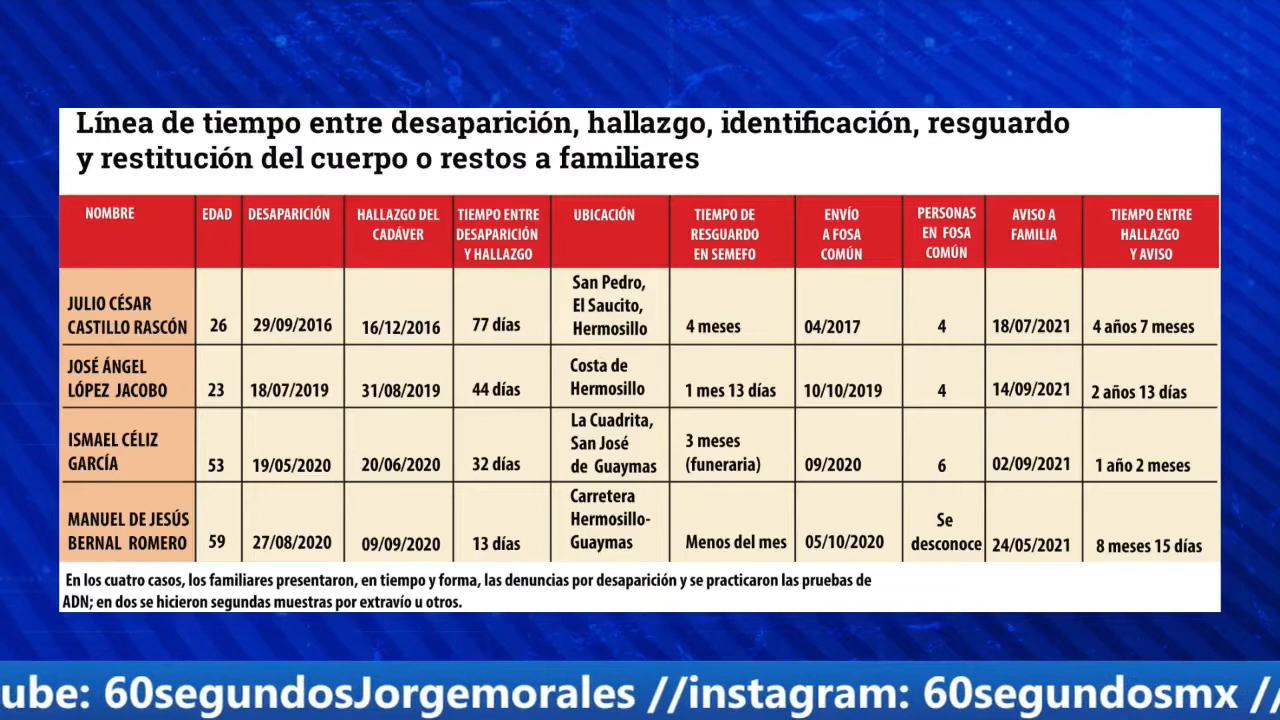 Línea de tiempo entre desaparición, hallazgo, identificación, resguardo
y restitución del cuerpo o restos a familiares
NOMBRE
EDAD
DESAPARICIÓN
HALLAZGO DEL
CADÁVER
TIEMPO ENTRE
DESAPARICIÓN
Y HALLAZGO
UBICACIÓN
TIEMPO DE
RESGUARDO
EN SEMEFO
ENVÍO
A FOSA
COMÚN
PERSONAS
EN FOSA
COMÚN
AVISO A
FAMILIA
TIEMPO ENTRE
HALLAZGO
Y AVISO
JULIO CÉSAR
CASTILLO RASCÓN
26
29/09/2016
16/12/2016
77 días
San Pedro,
El Saucito,
Hermosillo
4 meses
04/2017
4
18/07/2021
4 años 7 meses
JOSÉ ÁNGEL
LÓPEZ JACOBO
23
18/07/2019
31/08/2019
44 días
Costa de
Hermosillo
1 mes 13 días
10/10/2019
4
14/09/2021
2 años 13 días
ISMAEL CÉLIZ
GARCÍA
53
19/05/2020
20/06/2020
32 días
La Cuadrita,
San José
de Guaymas
3 meses
(funeraria)
09/2020
6
02/09/2021
1 año 2 meses
MANUEL DE JESÚS
BERNAL ROMERO
59
27/08/2020
09/09/2020
13 días
Carretera
Hermosillo-
Guaymas
Menos del mes
05/10/2020
Se
desconoce
24/05/2021
8 meses 15 días
En los cuatro casos, los familiares presentaron, en tiempo y forma, las denuncias por desaparición y se practicaron las pruebas de
ADN; en dos se hicieron segundas muestras por extravío u otros.
ube: 60segundosJorgemorales //instagram: 60segundosmx //